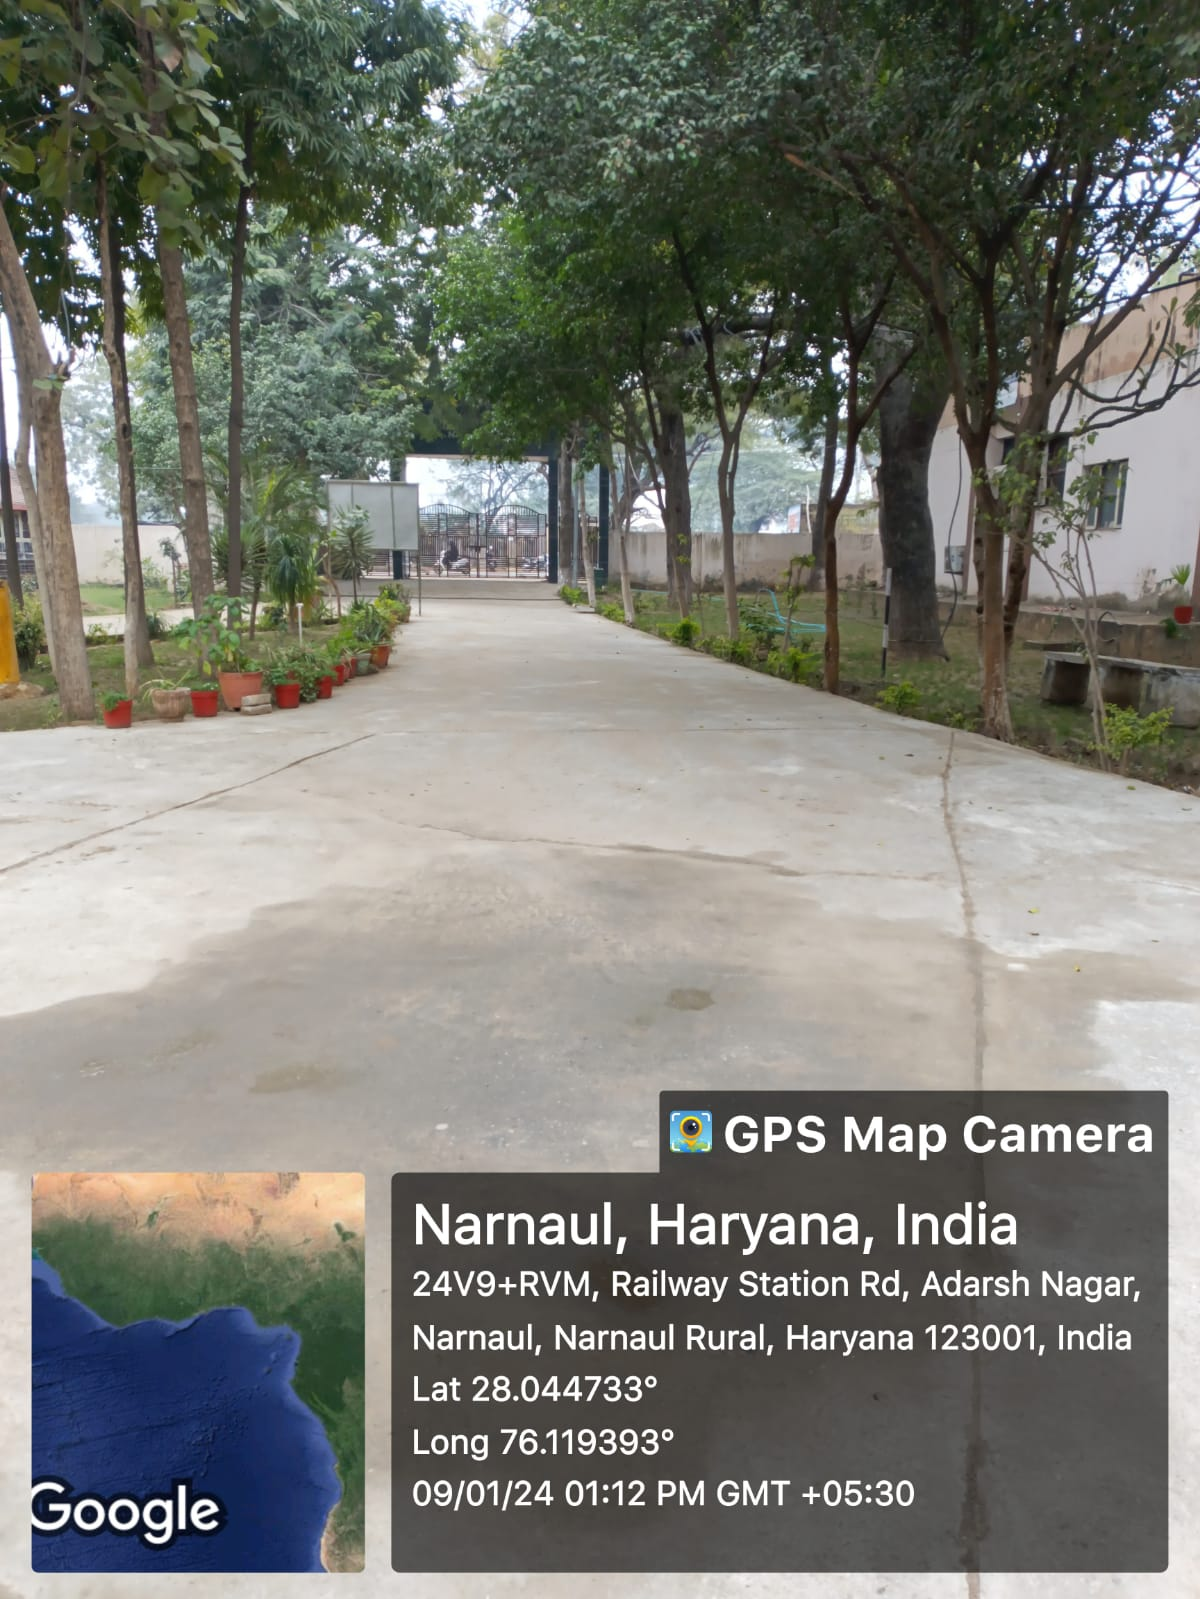 GPS Map Camera
Narnaul, Haryana, India
24V9+RVM, Railway Station Rd, Adarsh Nagar,
Narnaul, Narnaul Rural, Haryana 123001, India
Lat 28.044733°
Long 76.119393°
09/01/24 01:12 PM GMT +05:30
Google